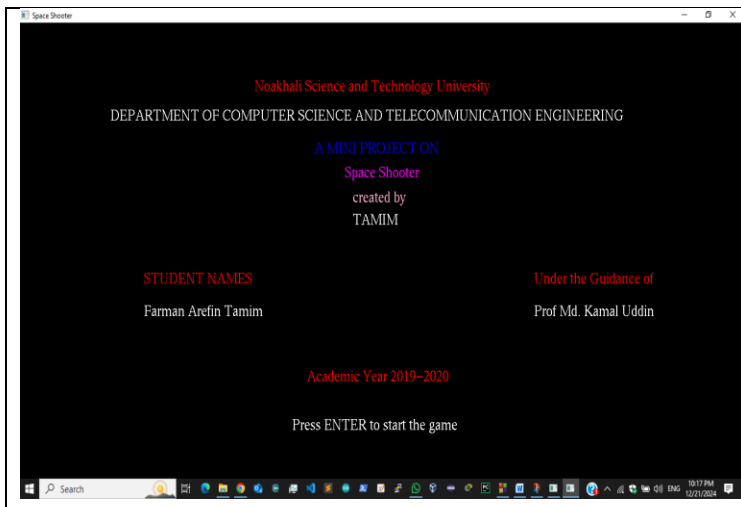 Space Shooter
Noakhali Science and Technology University
DEPARTMENT OF COMPUTER SCIENCE AND TELECOMMUNICATION ENGINEERING
A MINI PROJECT ON
Space Shooter
created by
TAMIM
STUDENT NAMES
Under the Guidance of
Farman Arefin Tamim
Prof Md. Kamal Uddin
Academic Year 2019-2020
Press ENTER to start the game
Search
ENG
10:17 PM
12/21/2024